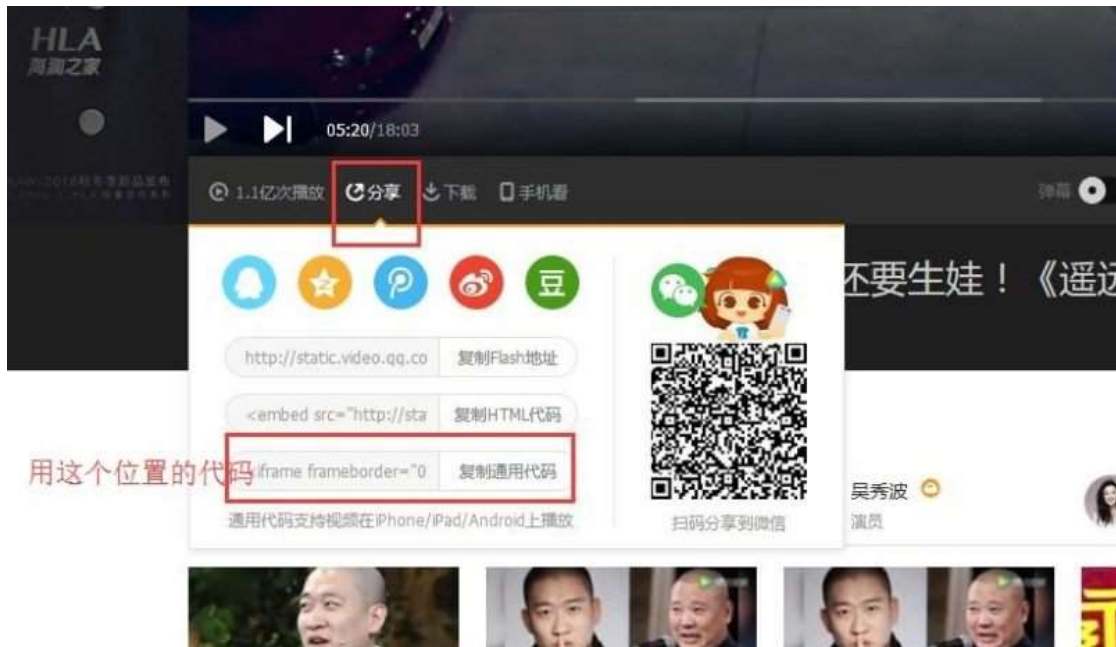 HLA
海澜之家
05:20/18:03
1.1亿次播放 分享 下载 手机看
弹幕
豆
不要生娃！《遥远
http://static.video.qq.co 复制Flash地址
<embed src="http://sta 复制HTML代码
用这个位置的代码
iframe frameborder="0 复制通用代码
通用代码支持视频在iPhone/iPad/Android上播放
扫码分享到微信
吴秀波
演员